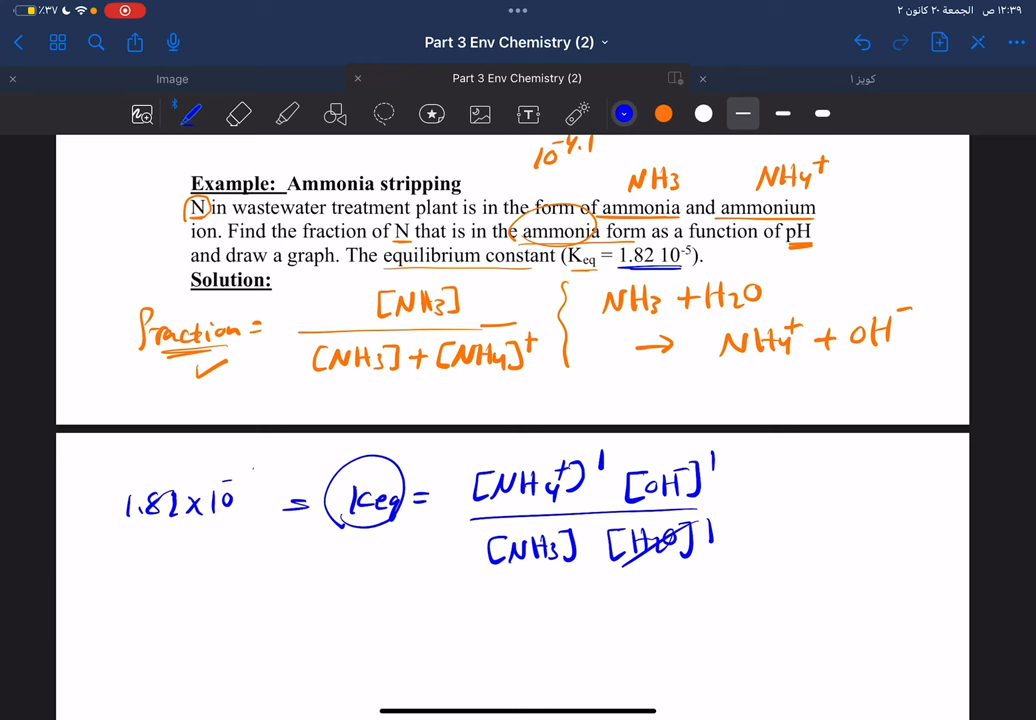 ٪٣٧ ١٢:٣٩ ص الجمعة ٢٠ كانون ٢
Part 3 Env Chemistry (2)
Image Part 3 Env Chemistry (2) كويز ١
10^-4.1
NH3 NH4+
Example: Ammonia stripping
N in wastewater treatment plant is in the form of ammonia and ammonium
ion. Find the fraction of N that is in the ammonia form as a function of pH
and draw a graph. The equilibrium constant (Keq = 1.82 10-5).
Solution:
fraction = [NH3] / [NH3] + [NH4]+
NH3 + H2O
→ NH4+ + OH-
1.82 × 10- = Keq = [NH4+]1 [OH-]1 / [NH3] [H2O]1